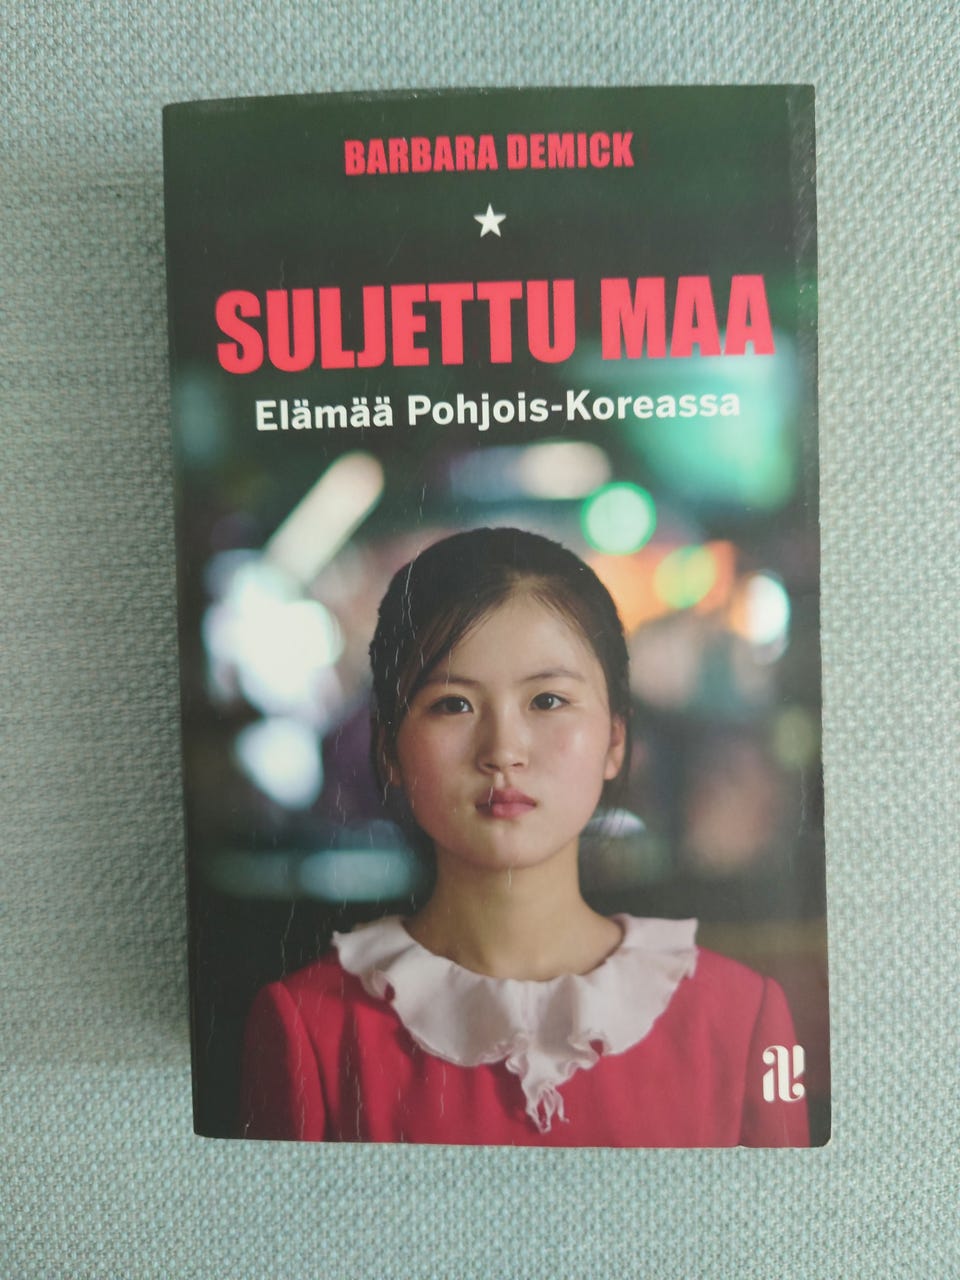 BARBARA DEMICK
SULJETTU MAA
Elämää Pohjois-Koreassa